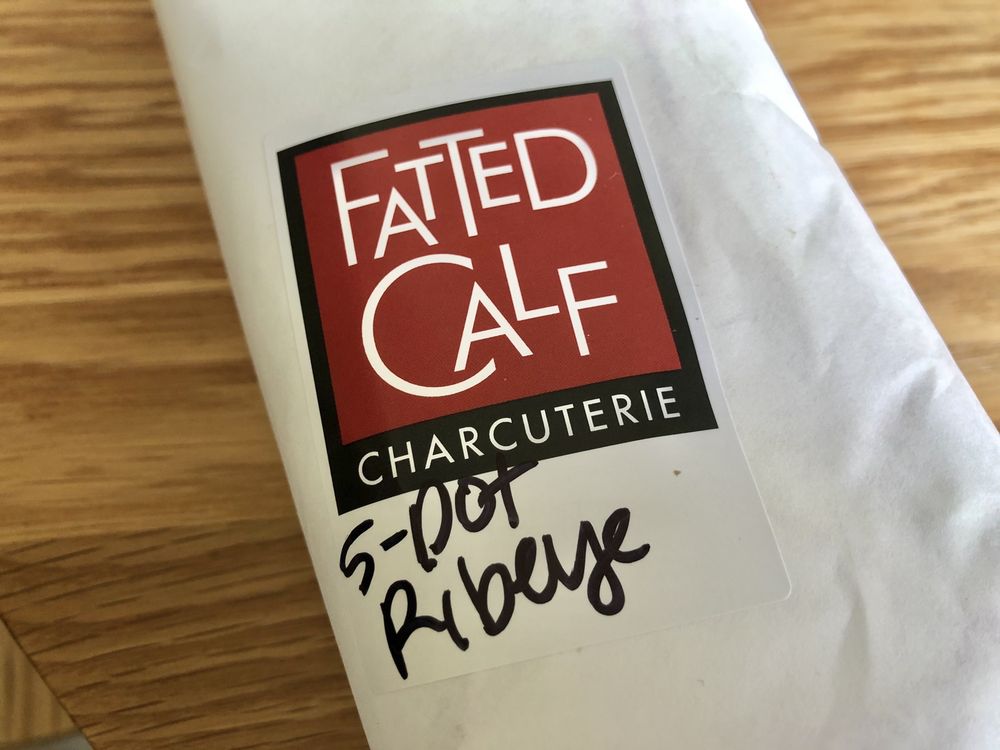 FATTED
CALF
CHARCUTERIE
5-DOT
Ribeye